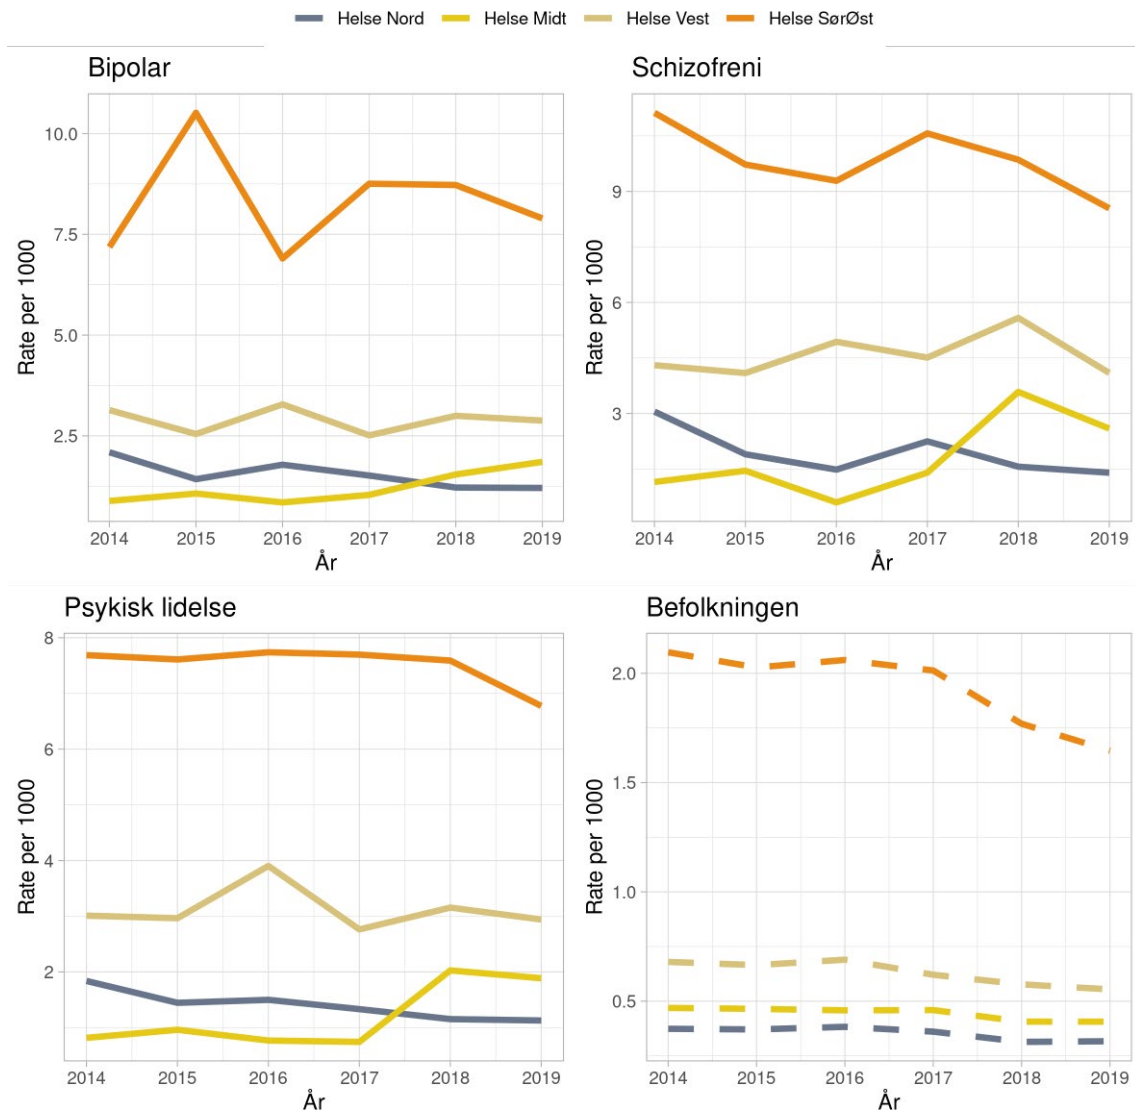 Helse Nord Helse Midt Helse Vest Helse SørØst
Bipolar
Rate per 1000
10.0
7.5
5.0
2.5
2014 2015 2016 2017 2018 2019
År
Schizofreni
Rate per 1000
9
6
3
2014 2015 2016 2017 2018 2019
År
Psykisk lidelse
Rate per 1000
8
6
4
2
2014 2015 2016 2017 2018 2019
År
Befolkningen
Rate per 1000
2.0
1.5
1.0
0.5
2014 2015 2016 2017 2018 2019
År